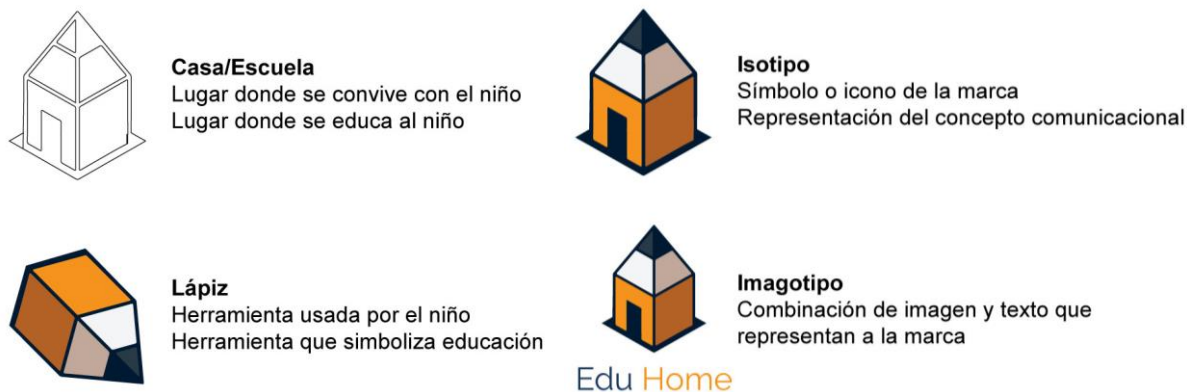 Casa/Escuela
Lugar donde se convive con el niño
Lugar donde se educa al niño
Isotipo
Símbolo o icono de la marca
Representación del concepto comunicacional
Lápiz
Herramienta usada por el niño
Herramienta que simboliza educación
Imagotipo
Combinación de imagen y texto que
representan a la marca
Edu Home